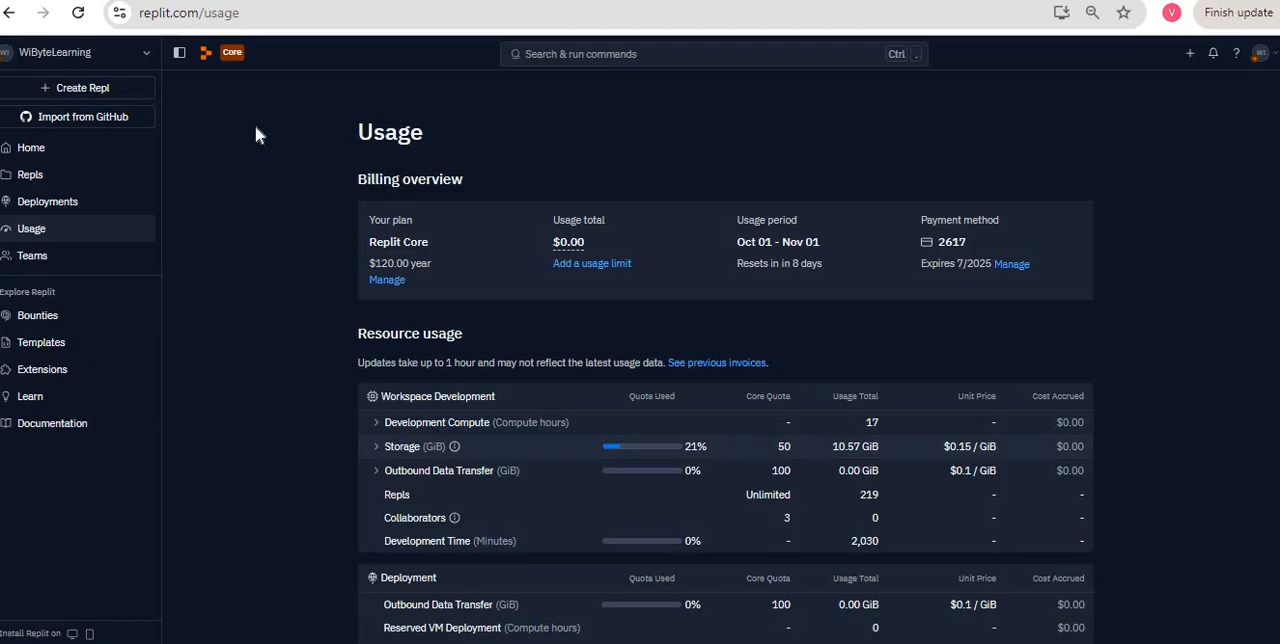 replit.com/usage
Finish update
V
WI WiByteLearning
Core
Search & run commands
Ctrl .
WI
+ Create Repl
Import from GitHub
Home
Repls
Deployments
Usage
Teams
Explore Replit
Bounties
Templates
Extensions
Learn
Documentation
Install Replit on
Usage
Billing overview
Your plan Usage total Usage period Payment method
Replit Core $0.00 Oct 01 - Nov 01 2617
$120.00 year Add a usage limit Resets in in 8 days Expires 7/2025 Manage
Manage
Resource usage
Updates take up to 1 hour and may not reflect the latest usage data. See previous invoices.
Workspace Development Quota Used Core Quota Usage Total Unit Price Cost Accrued
Development Compute (Compute hours) - 17 - $0.00
Storage (GiB) 21% 50 10.57 GiB $0.15 / GiB $0.00
Outbound Data Transfer (GiB) 0% 100 0.00 GiB $0.1 / GiB $0.00
Repls Unlimited 219 - -
Collaborators 3 0 - -
Development Time (Minutes) 0% - 2,030 - -
Deployment Quota Used Core Quota Usage Total Unit Price Cost Accrued
Outbound Data Transfer (GiB) 0% 100 0.00 GiB $0.1 / GiB $0.00
Reserved VM Deployment (Compute hours) - 0 - $0.00